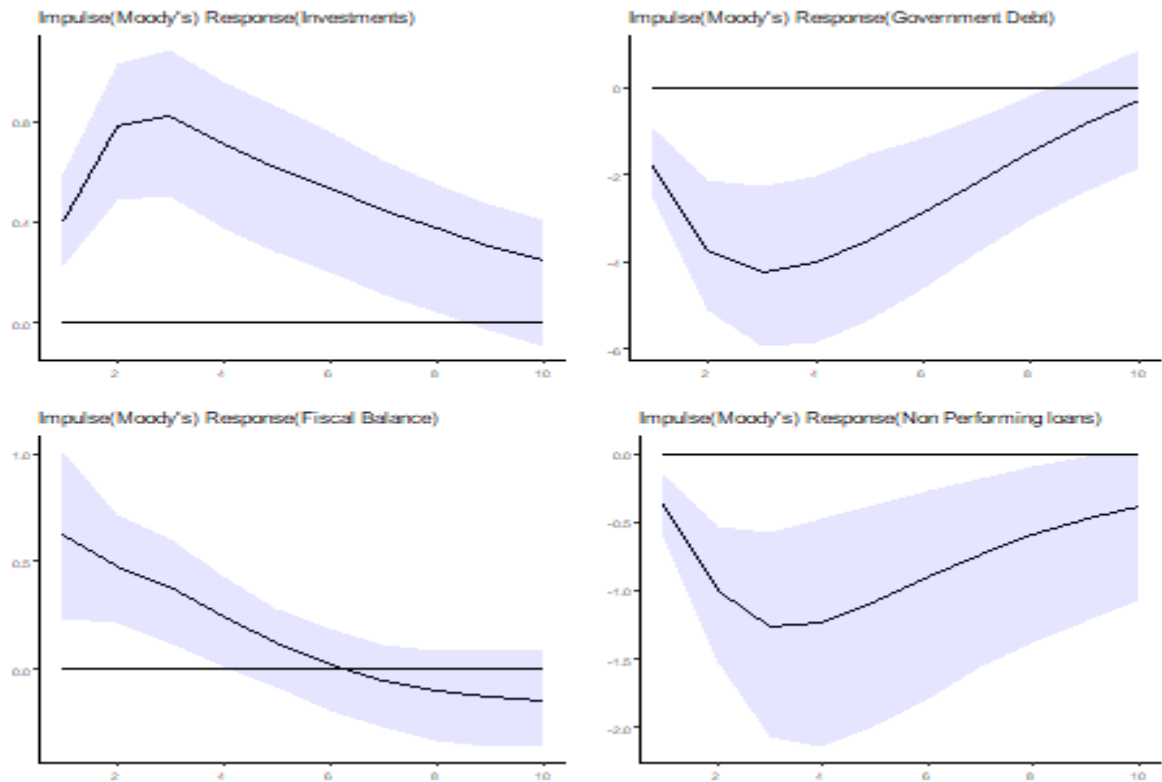 Impulse(Moody's) Response(Investments)
0.8
0.4
0.0
2 4 6 8 10
Impulse(Moody's) Response(Government Debt)
0
-2
-4
-6
2 4 6 8 10
Impulse(Moody's) Response(Fiscal Balance)
1.0
0.5
0.0
2 4 6 8 10
Impulse(Moody's) Response(Non Performing loans)
0.0
-0.5
-1.0
-1.5
-2.0
2 4 6 8 10